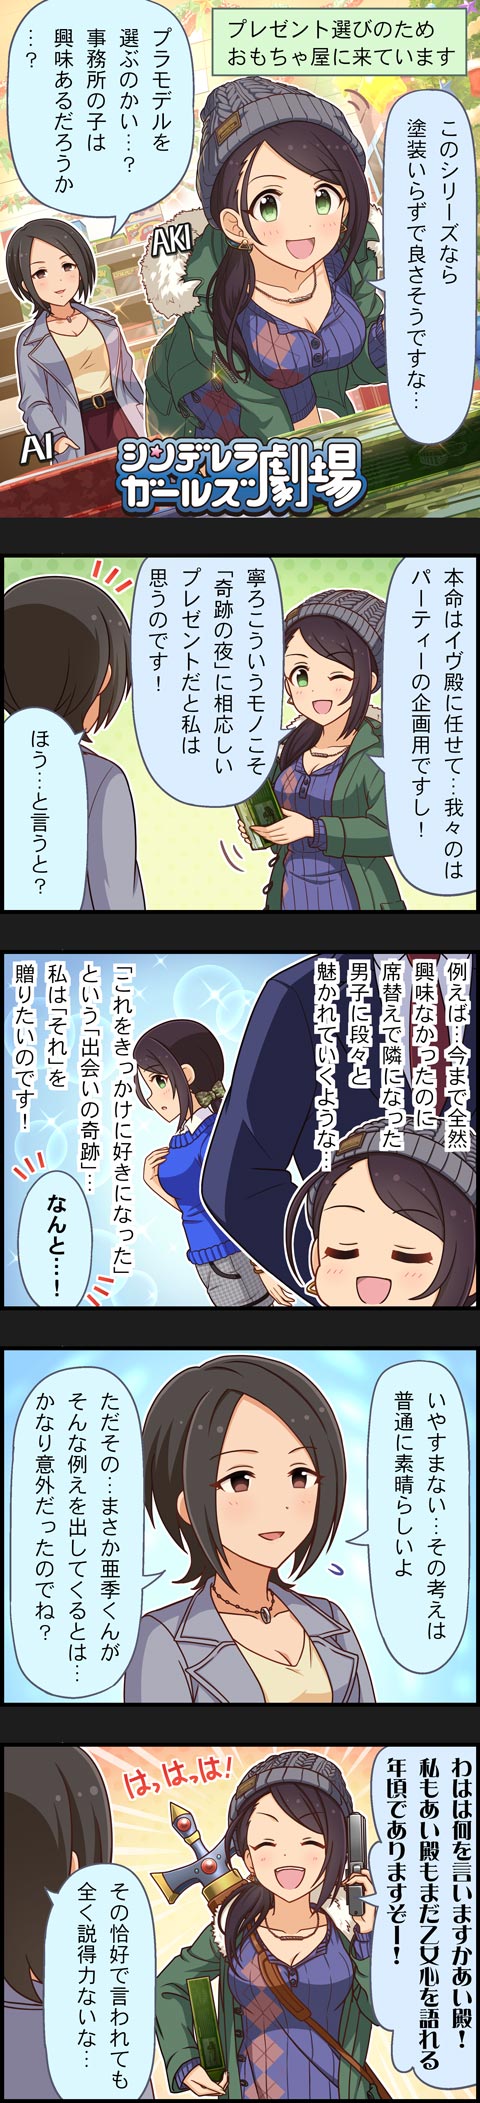 プレゼント選びのため
おもちゃ屋に来ています
このシリーズなら
塗装いらずで良さそうですな…
プラモデルを
選ぶのかい…？
事務所の子は
興味あるだろうか
…？
AKI
AI
シンデレラ
ガールズ劇場
本命はイヴ殿に任せて…我々のは
パーティーの企画用ですし！
寧ろこういうモノこそ
「奇跡の夜」に相応しい
プレゼントだと私は
思うのです！
ほう…と言うと？
例えば…今まで全然
興味なかったのに
席替えで隣になった
男子に段々と
魅かれていくような…
「これをきっかけに好きになった」
という「出会いの奇跡」…
私は「それ」を
贈りたいのです！
なんと…！
いやすまない…その考えは
普通に素晴らしいよ
ただその…まさか亜季くんが
そんな例えを出してくるとは…
かなり意外だったのでね？
わはは何を言いますかあい殿！
私もあい殿もまだ乙女心を語れる
年頃でありますぞー！
はっはっは！
その恰好で言われても
全く説得力ないな…